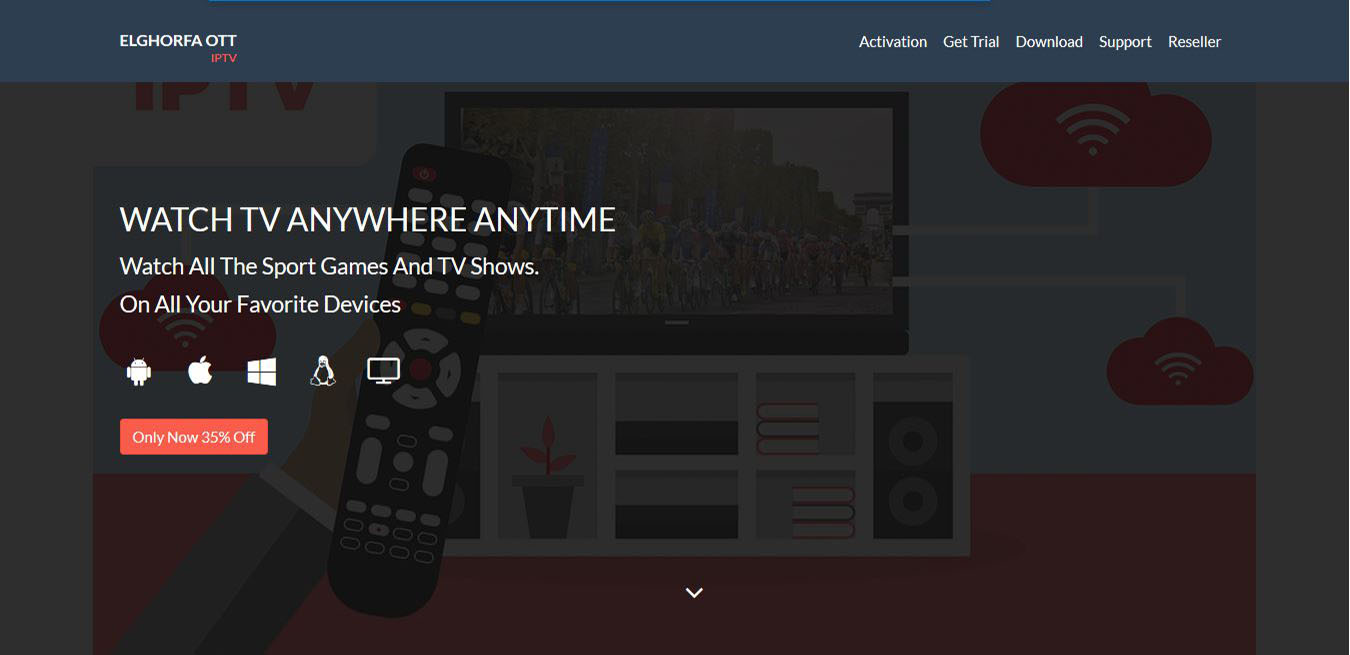 ELGHORFA OTT
IPTV
Activation Get Trial Download Support Reseller
IPTV
WATCH TV ANYWHERE ANYTIME
Watch All The Sport Games And TV Shows.
On All Your Favorite Devices
Only Now 35% Off